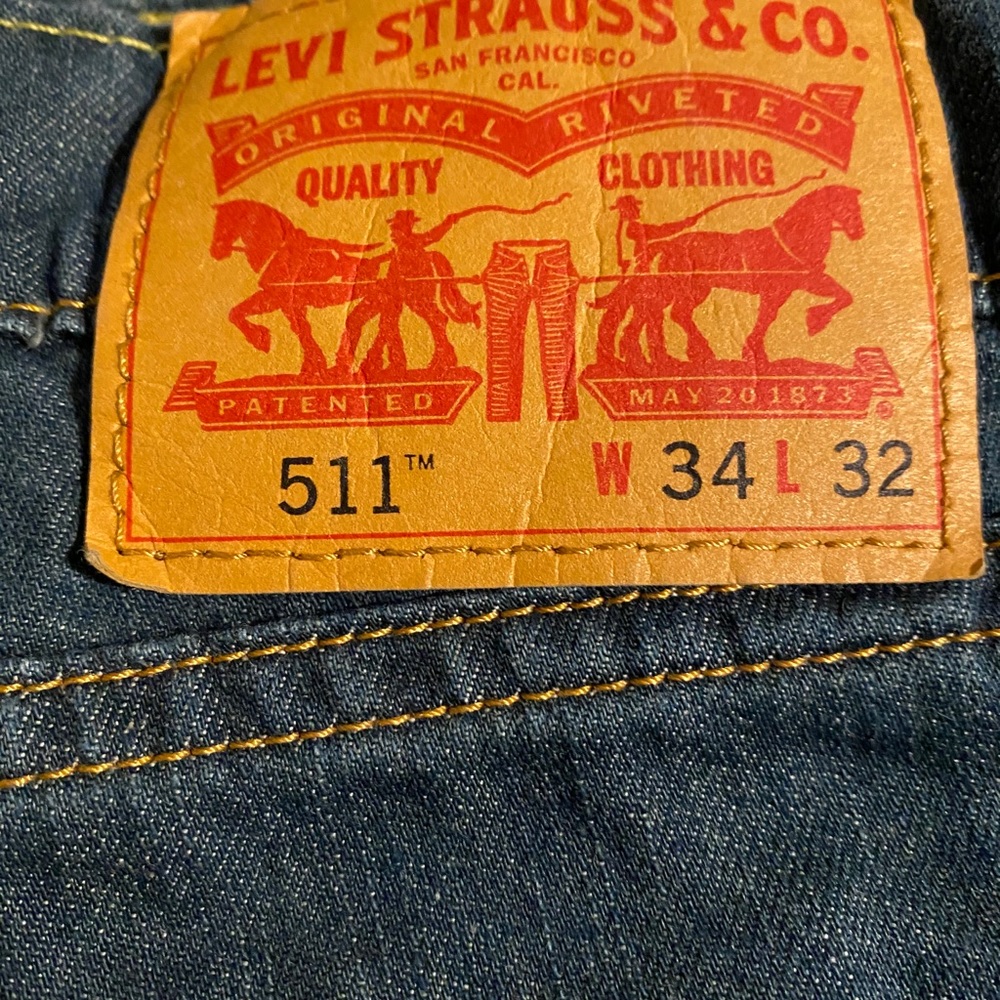 LEVI STRAUSS & CO.
SAN FRANCISCO
CAL.
ORIGINAL RIVETED
QUALITY CLOTHING
PATENTED MAY 20 1873
511™ W 34 L 32